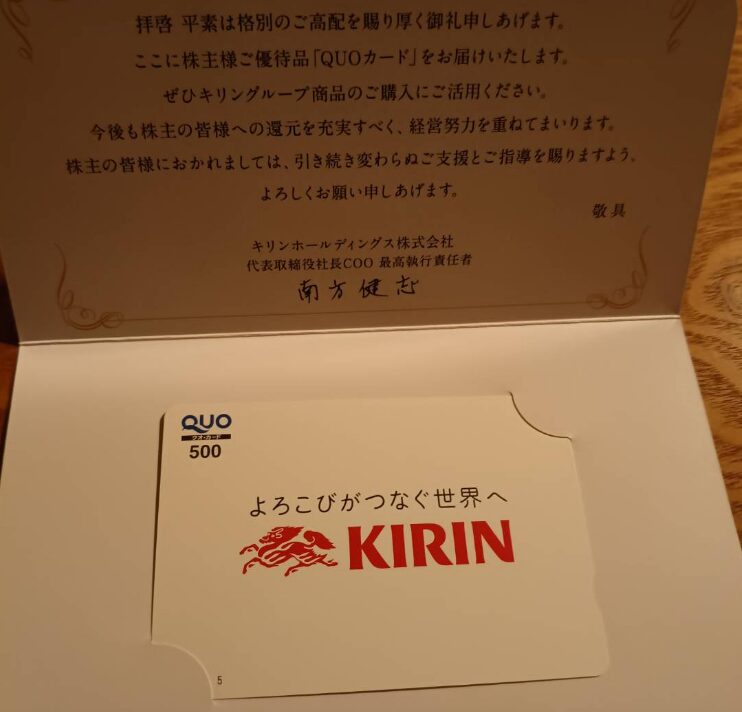 拝啓 平素は格別のご高配を賜り厚く御礼申しあげます。
ここに株主様ご優待品「QUOカード」をお届けいたします。
ぜひキリングループ商品のご購入にご活用ください。
今後も株主の皆様への還元を充実すべく、経営努力を重ねてまいります。
株主の皆様におかれましては、引き続き変わらぬご支援とご指導を賜りますよう、
よろしくお願い申しあげます。
敬具
キリンホールディングス株式会社
代表取締役社長COO 最高執行責任者
南方健志
QUO
クオ・カード
500
よろこびがつなぐ世界へ
KIRIN
5